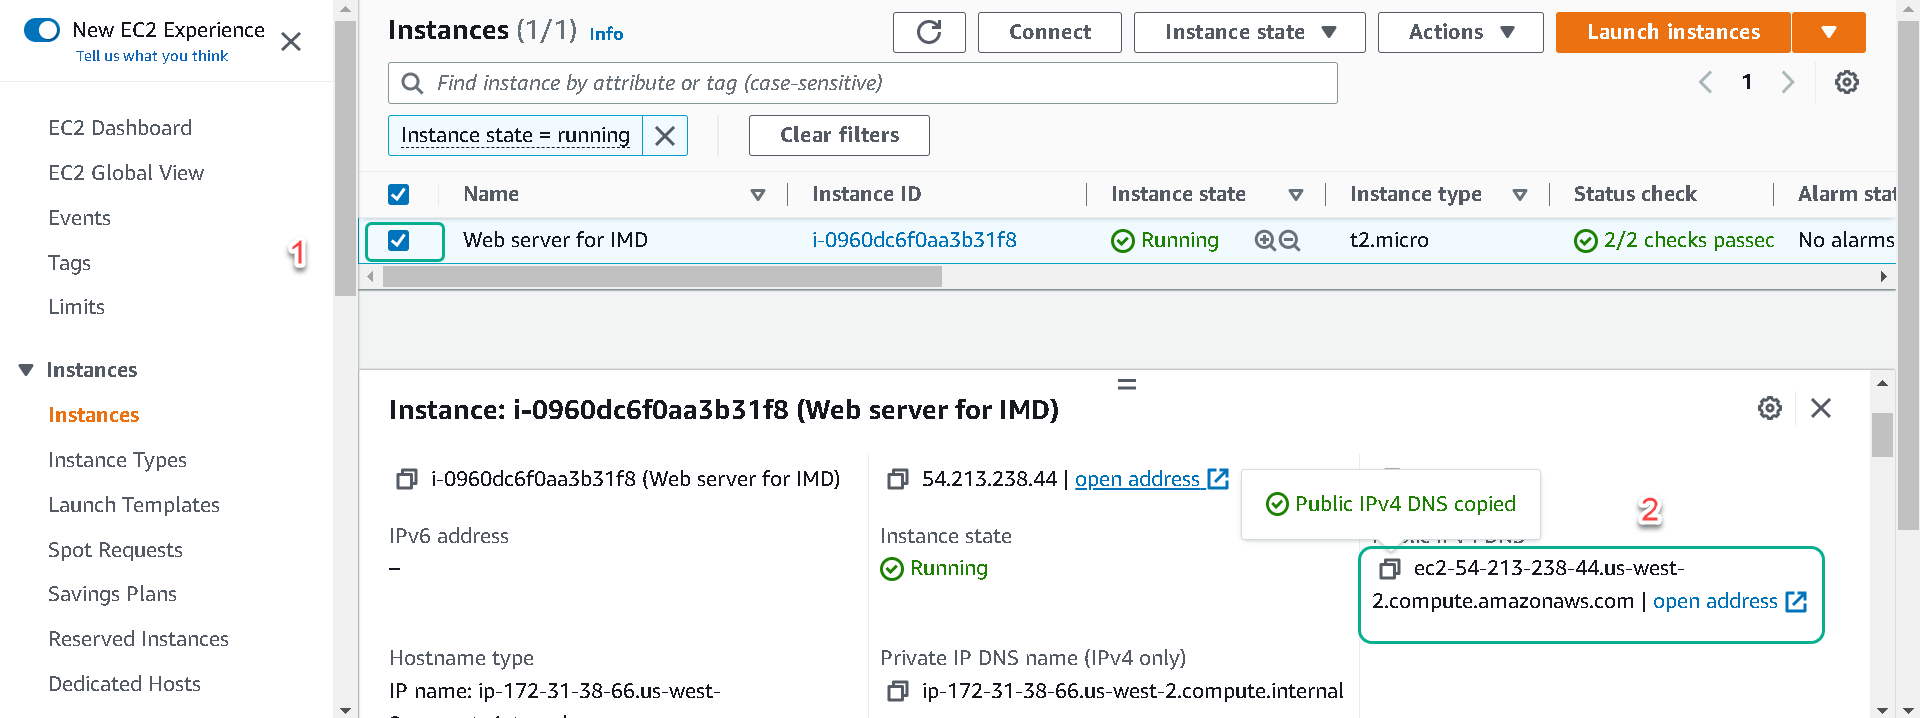 New EC2 Experience
Tell us what you think
EC2 Dashboard
EC2 Global View
Events
Tags
Limits
1
Instances
Instances
Instance Types
Launch Templates
Spot Requests
Savings Plans
Reserved Instances
Dedicated Hosts
Instances (1/1) Info
Connect
Instance state
Actions
Launch instances
Find instance by attribute or tag (case-sensitive)
1
Instance state = running
Clear filters
Name Instance ID Instance state Instance type Status check Alarm stat
Web server for IMD i-0960dc6f0aa3b31f8 Running t2.micro 2/2 checks passec No alarms
Instance: i-0960dc6f0aa3b31f8 (Web server for IMD)
i-0960dc6f0aa3b31f8 (Web server for IMD)
54.213.238.44 | open address
Public IPv4 DNS copied
2
IPv6 address
–
Instance state
Running
Public IPv4 DNS
ec2-54-213-238-44.us-west-
2.compute.amazonaws.com | open address
Hostname type
IP name: ip-172-31-38-66.us-west-
Private IP DNS name (IPv4 only)
ip-172-31-38-66.us-west-2.compute.internal